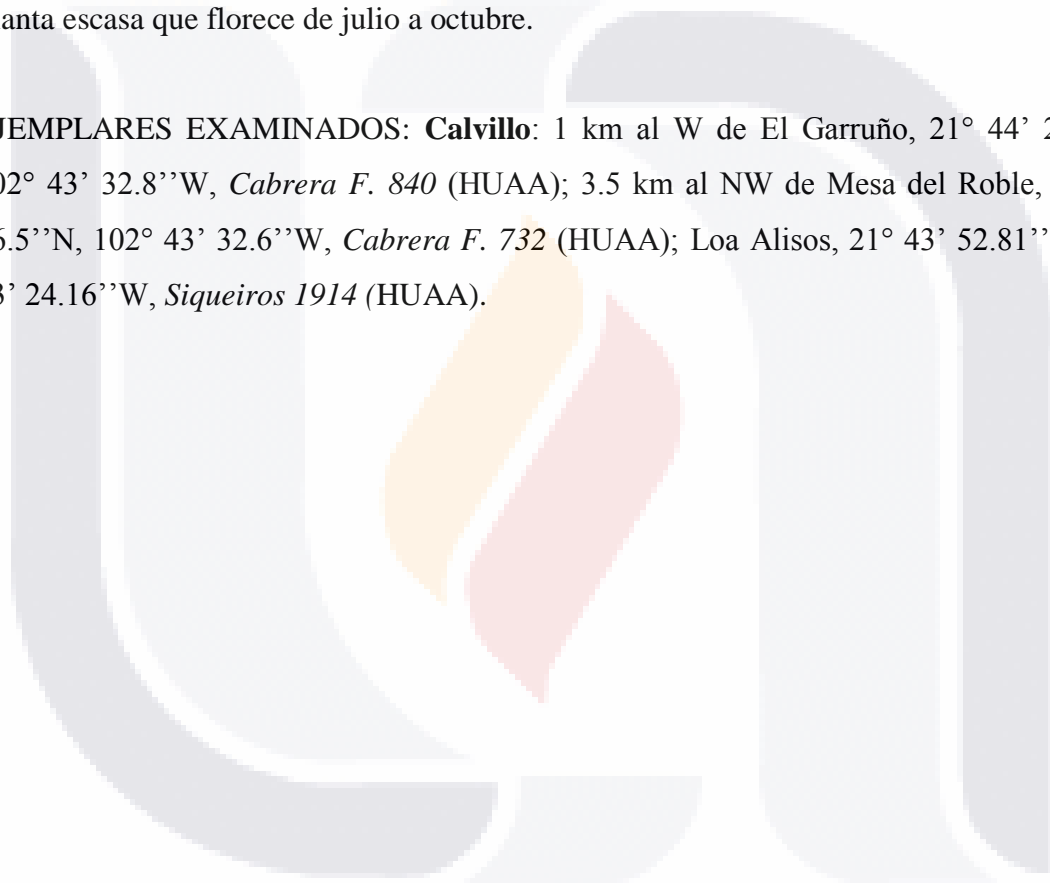 anta escasa que florece de julio a octubre.
JEMPLARES EXAMINADOS: Calvillo: 1 km al W de El Garruño, 21° 44’ 2
02° 43’ 32.8’’W, Cabrera F. 840 (HUAA); 3.5 km al NW de Mesa del Roble,
6.5’’N, 102° 43’ 32.6’’W, Cabrera F. 732 (HUAA); Loa Alisos, 21° 43’ 52.81’’
3’ 24.16’’W, Siqueiros 1914 (HUAA).